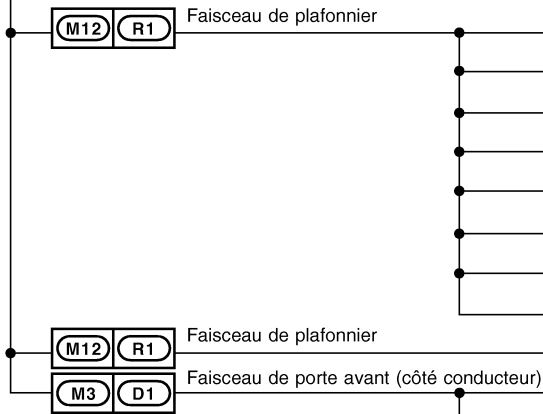 M12 R1 Faisceau de plafonnier
M12 R1 Faisceau de plafonnier
M3 D1 Faisceau de porte avant (côté conducteur)